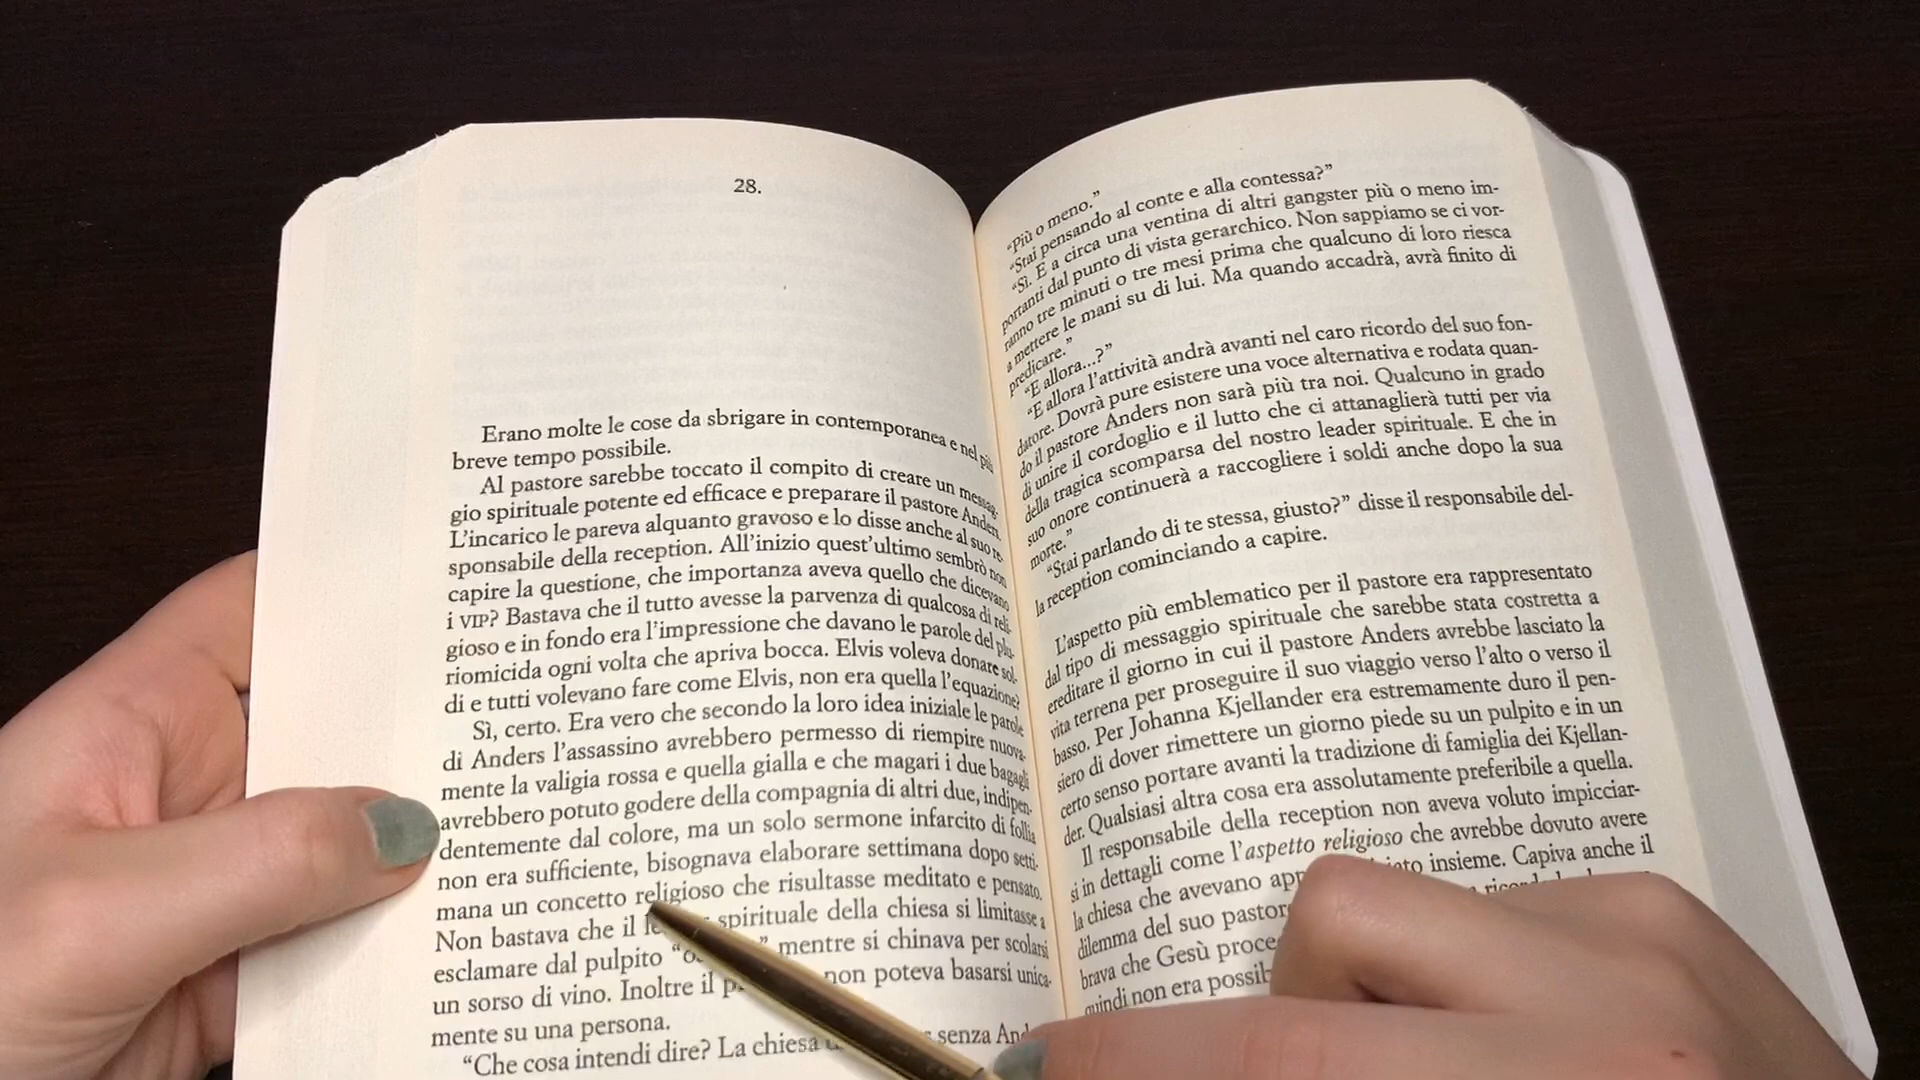 28.
Erano molte le cose da sbrigare in contemporanea e nel più
breve tempo possibile.
Al pastore sarebbe toccato il compito di creare un messag-
gio spirituale potente ed efficace e preparare il pastore Anders.
L'incarico le pareva alquanto gravoso e lo disse anche al suo re-
sponsabile della reception. All'inizio quest'ultimo sembrò non
capire la questione, che importanza aveva quello che dicevano
i VIP? Bastava che il tutto avesse la parvenza di qualcosa di reli-
gioso e in fondo era l'impressione che davano le parole del plu-
riomicida ogni volta che apriva bocca. Elvis voleva donare sol-
di e tutti volevano fare come Elvis, non era quella l'equazione?
Sì, certo. Era vero che secondo la loro idea iniziale le parole
di Anders l'assassino avrebbero permesso di riempire nuova-
mente la valigia rossa e quella gialla e che magari i due bagagli
avrebbero potuto godere della compagnia di altri due, indipen-
dentemente dal colore, ma un solo sermone infarcito di follia
non era sufficiente, bisognava elaborare settimana dopo setti-
mana un concetto religioso che risultasse meditato e pensato.
Non bastava che il spirituale della chiesa si limitasse a
esclamare dal pulpito mentre si chinava per scolarsi
un sorso di vino. Inoltre il non poteva basarsi unica-
mente su una persona.
"Che cosa intendi dire? La chiesa senza
"Più o meno."
"Stai pensando al conte e alla contessa?"
"Sì. E a circa una ventina di altri gangster più o meno im-
portanti dal punto di vista gerarchico. Non sappiamo se ci vor-
ranno tre minuti o tre mesi prima che qualcuno di loro riesca
a mettere le mani su di lui. Ma quando accadrà, avrà finito di
predicare."
"E allora...?"
"E allora l'attività andrà avanti nel caro ricordo del suo fon-
datore. Dovrà pure esistere una voce alternativa e rodata quan-
do il pastore Anders non sarà più tra noi. Qualcuno in grado
di unire il cordoglio e il lutto che ci attanaglierà tutti per via
della tragica scomparsa del nostro leader spirituale. E che in
suo onore continuerà a raccogliere i soldi anche dopo la sua
morte."
"Stai parlando di te stessa, giusto?" disse il responsabile del-
la reception cominciando a capire.
L'aspetto più emblematico per il pastore era rappresentato
dal tipo di messaggio spirituale che sarebbe stata costretta a
ereditare il giorno in cui il pastore Anders avrebbe lasciato la
vita terrena per proseguire il suo viaggio verso l'alto o verso il
basso. Per Johanna Kjellander era estremamente duro il pen-
siero di dover rimettere un giorno piede su un pulpito e in un
certo senso portare avanti la tradizione di famiglia dei Kjellan-
der. Qualsiasi altra cosa era assolutamente preferibile a quella.
Il responsabile della reception non aveva voluto impicciar-
si in dettagli come l'aspetto religioso che avrebbe dovuto avere
la chiesa che avevano insieme. Capiva anche il
dilemma del suo
brava che Gesù
quindi non era